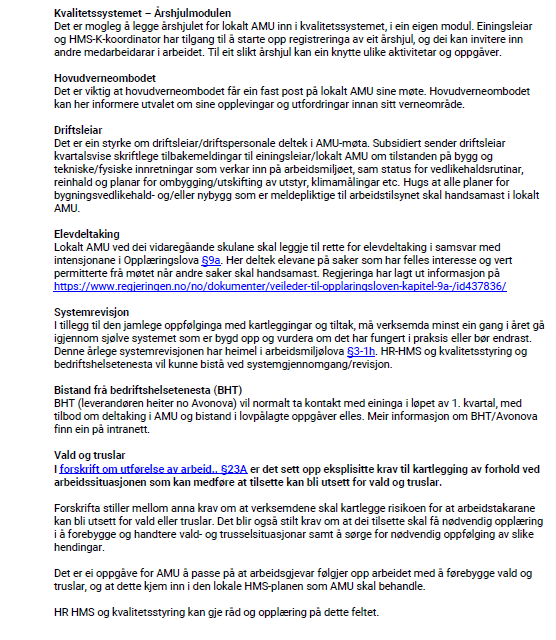 Kvalitetssystemet – Årshjulmodulen
Det er mogleg å legge årshjulet for lokalt AMU inn i kvalitetssystemet, i ein eigen modul. Einingsleiar
og HMS-K-koordinator har tilgang til å starte opp registreringa av eit årshjul, og dei kan invitere inn
andre medarbeidarar i arbeidet. Til eit slikt årshjul kan ein knytte ulike aktivitetar og oppgåver.
Hovudverneombodet
Det er viktig at hovudverneombodet får ein fast post på lokalt AMU sine møte. Hovudverneombodet
kan her informere utvalet om sine opplevingar og utfordringar innan sitt verneområde.
Driftsleiar
Det er ein styrke om driftsleiar/driftspersonale deltek i AMU-møta. Subsidiert sender driftsleiar
kvartalsvise skriftlege tilbakemeldingar til einingsleiar/lokalt AMU om tilstanden på bygg og
tekniske/fysiske innretningar som verkar inn på arbeidsmiljøet, sam status for vedlikehaldsrutinar,
reinhald og planar for ombygging/utskifting av utstyr, klimamålingar etc. Hugs at alle planer for
bygningsvedlikehald- og/eller nybygg som er meldepliktige til arbeidstilsynet skal handsamast i lokalt
AMU.
Elevdeltaking
Lokalt AMU ved dei vidaregåande skulane skal leggje til rette for elevdeltaking i samsvar med
intensjonane i Opplæringslova §9a. Her deltek elevane på saker som har felles interesse og vert
permitterte frå møtet når andre saker skal handsamast. Regjeringa har lagt ut informasjon på
https://www.regjeringen.no/no/dokumenter/veileder-til-opplaringsloven-kapitel-9a-/id437836/
Systemrevisjon
I tillegg til den jamlege oppfølginga med kartleggingar og tiltak, må verksemda minst ein gang i året gå
igjennom sjølve systemet som er bygd opp og vurdera om det har fungert i praksis eller bør endrast.
Denne årlege systemrevisjonen har heimel i arbeidsmiljølova §3-1h. HR-HMS og kvalitetsstyring og
bedriftshelsetenesta vil kunne bistå ved systemgjennomgang/revisjon.
Bistand frå bedriftshelsetenesta (BHT)
BHT (leverandøren heiter no Avonova) vil normalt ta kontakt med eininga i løpet av 1. kvartal, med
tilbod om deltaking i AMU og bistand i lovpålagte oppgåver elles. Meir informasjon om BHT/Avonova
finn ein på intranett.
Vald og truslar
I forskrift om utførelse av arbeid., §23A er det sett opp eksplisitte krav til kartlegging av forhold ved
arbeidssituasjonen som kan medføre at tilsette kan bli utsett for vald og truslar.
Forskrifta stiller mellom anna krav om at verksemdene skal kartlegge risikoen for at arbeidstakarane
kan bli utsett for vald eller truslar. Det blir også stilt krav om at dei tilsette skal få nødvendig opplæring
i å forebygge og handtere vald- og trusselsituasjonar samt å sørge for nødvendig oppfølging av slike
hendingar.
Det er ei oppgåve for AMU å passe på at arbeidsgjevar følgjer opp arbeidet med å førebygge vald og
truslar, og at dette kjem inn i den lokale HMS-planen som AMU skal behandle.
HR HMS og kvalitetsstyring kan gje råd og opplæring på dette feltet.